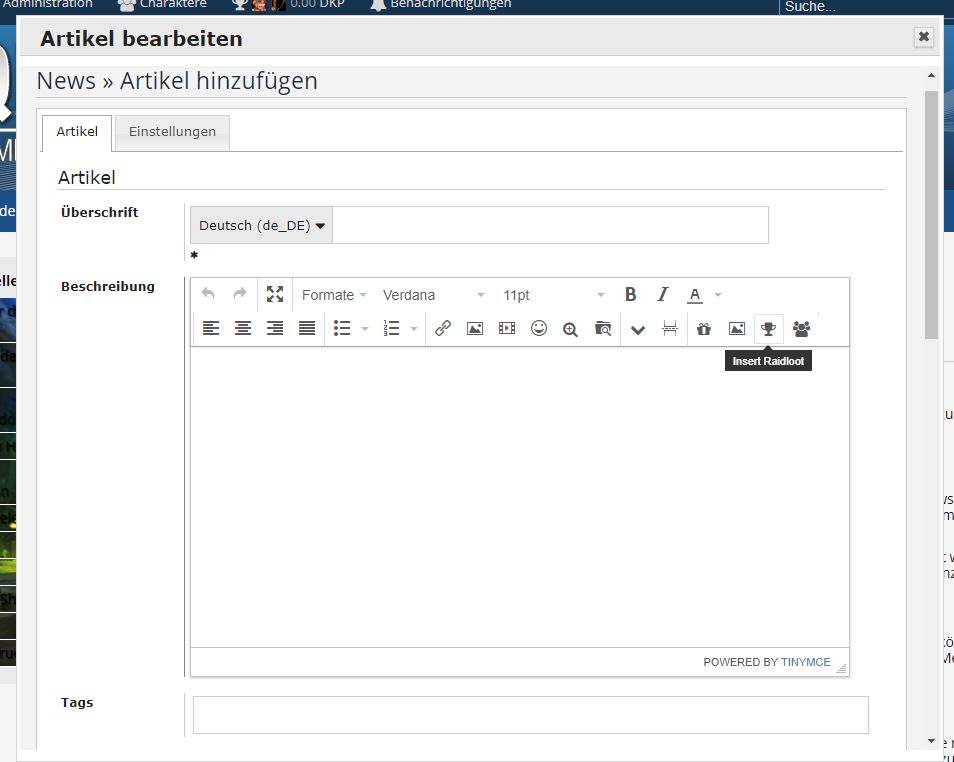 Administration Charaktere 0.00 DKP Benachrichtigungen Suche...
Artikel bearbeiten
News » Artikel hinzufügen
Artikel Einstellungen
Artikel
Überschrift
Deutsch (de_DE)
*
Beschreibung
Formate Verdana 11pt B I A
Insert Raidloot
POWERED BY TINYMCE
Tags